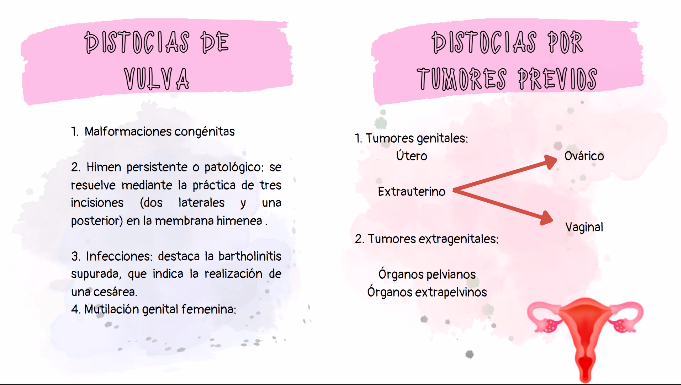 DISTOCIAS DE
VULVA
1. Malformaciones congénitas
2. Himen persistente o patológico: se
resuelve mediante la práctica de tres
incisiones (dos laterales y una
posterior) en la membrana himenea .
3. Infecciones: destaca la bartholinitis
supurada, que indica la realización de
una cesárea.
4. Mutilación genital femenina:
DISTOCIAS POR
TUMORES PREVIOS
1. Tumores genitales:
Útero
Ovárico
Extrauterino
Vaginal
2. Tumores extragenitales:
Órganos pelvianos
Órganos extrapelvinos